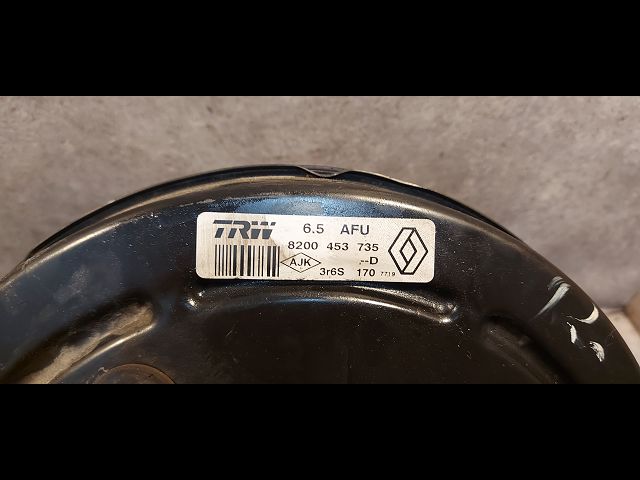 TRW 6.5 AFU
8200 453 735
AJK .--D
3r6S 170 7719